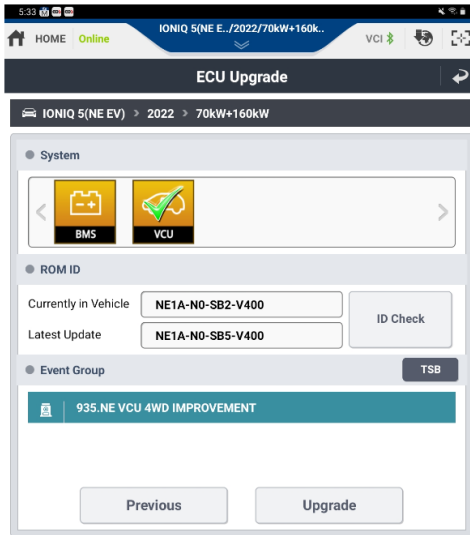 5:33
IONIQ 5(NE E../2022/70kW+160k..
HOME Online VCI
ECU Upgrade
IONIQ 5(NE EV) > 2022 > 70kW+160kW
System
BMS VCU
ROM ID
Currently in Vehicle NE1A-N0-SB2-V400
ID Check
Latest Update NE1A-N0-SB5-V400
Event Group TSB
935.NE VCU 4WD IMPROVEMENT
Previous Upgrade